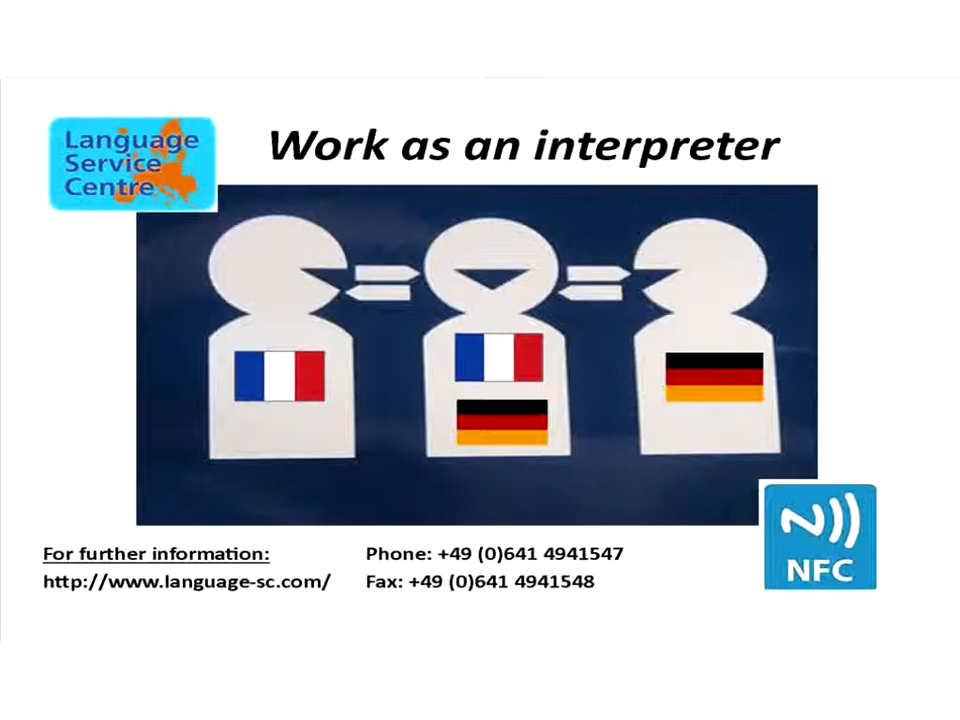 Language
Service
Centre
Work as an interpreter
For further information:
http://www.language-sc.com/
Phone: +49 (0)641 4941547
Fax: +49 (0)641 4941548
NFC